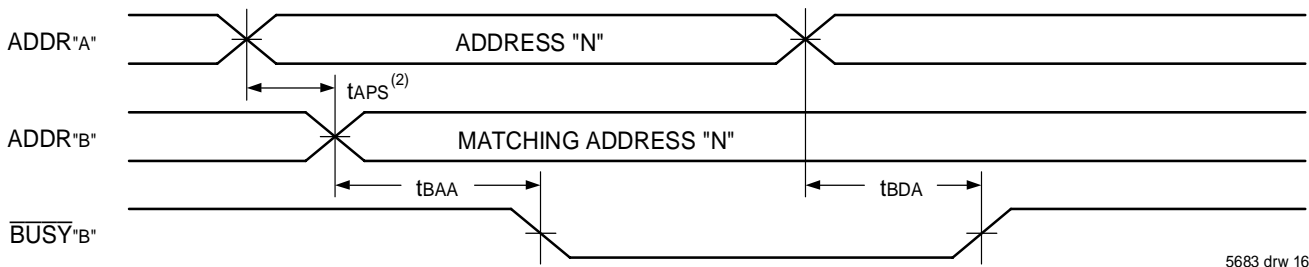 ADDR"A"
ADDRESS "N"
tAPS(2)
ADDR"B"
MATCHING ADDRESS "N"
tBAA
tBDA
BUSY"B"
5683 drw 16